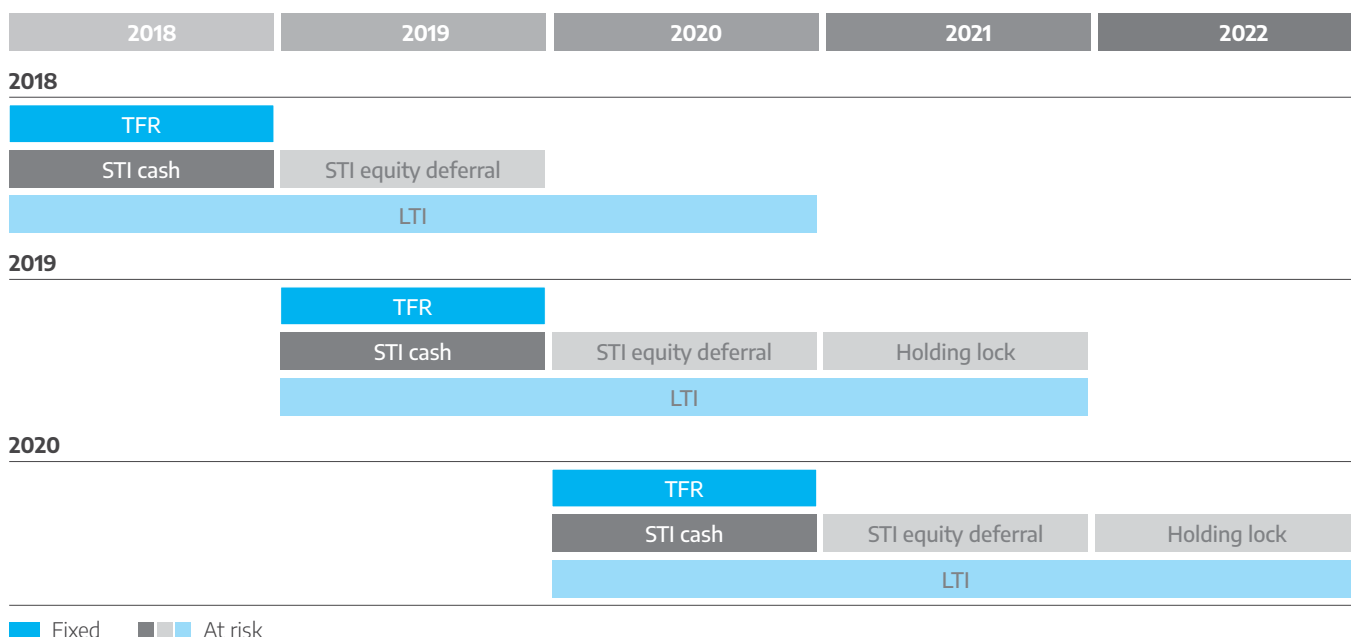 2018 2019 2020 2021 2022
2018
TFR
STI cash STI equity deferral
LTI
2019
TFR
STI cash STI equity deferral Holding lock
LTI
2020
TFR
STI cash STI equity deferral Holding lock
LTI
Fixed At risk